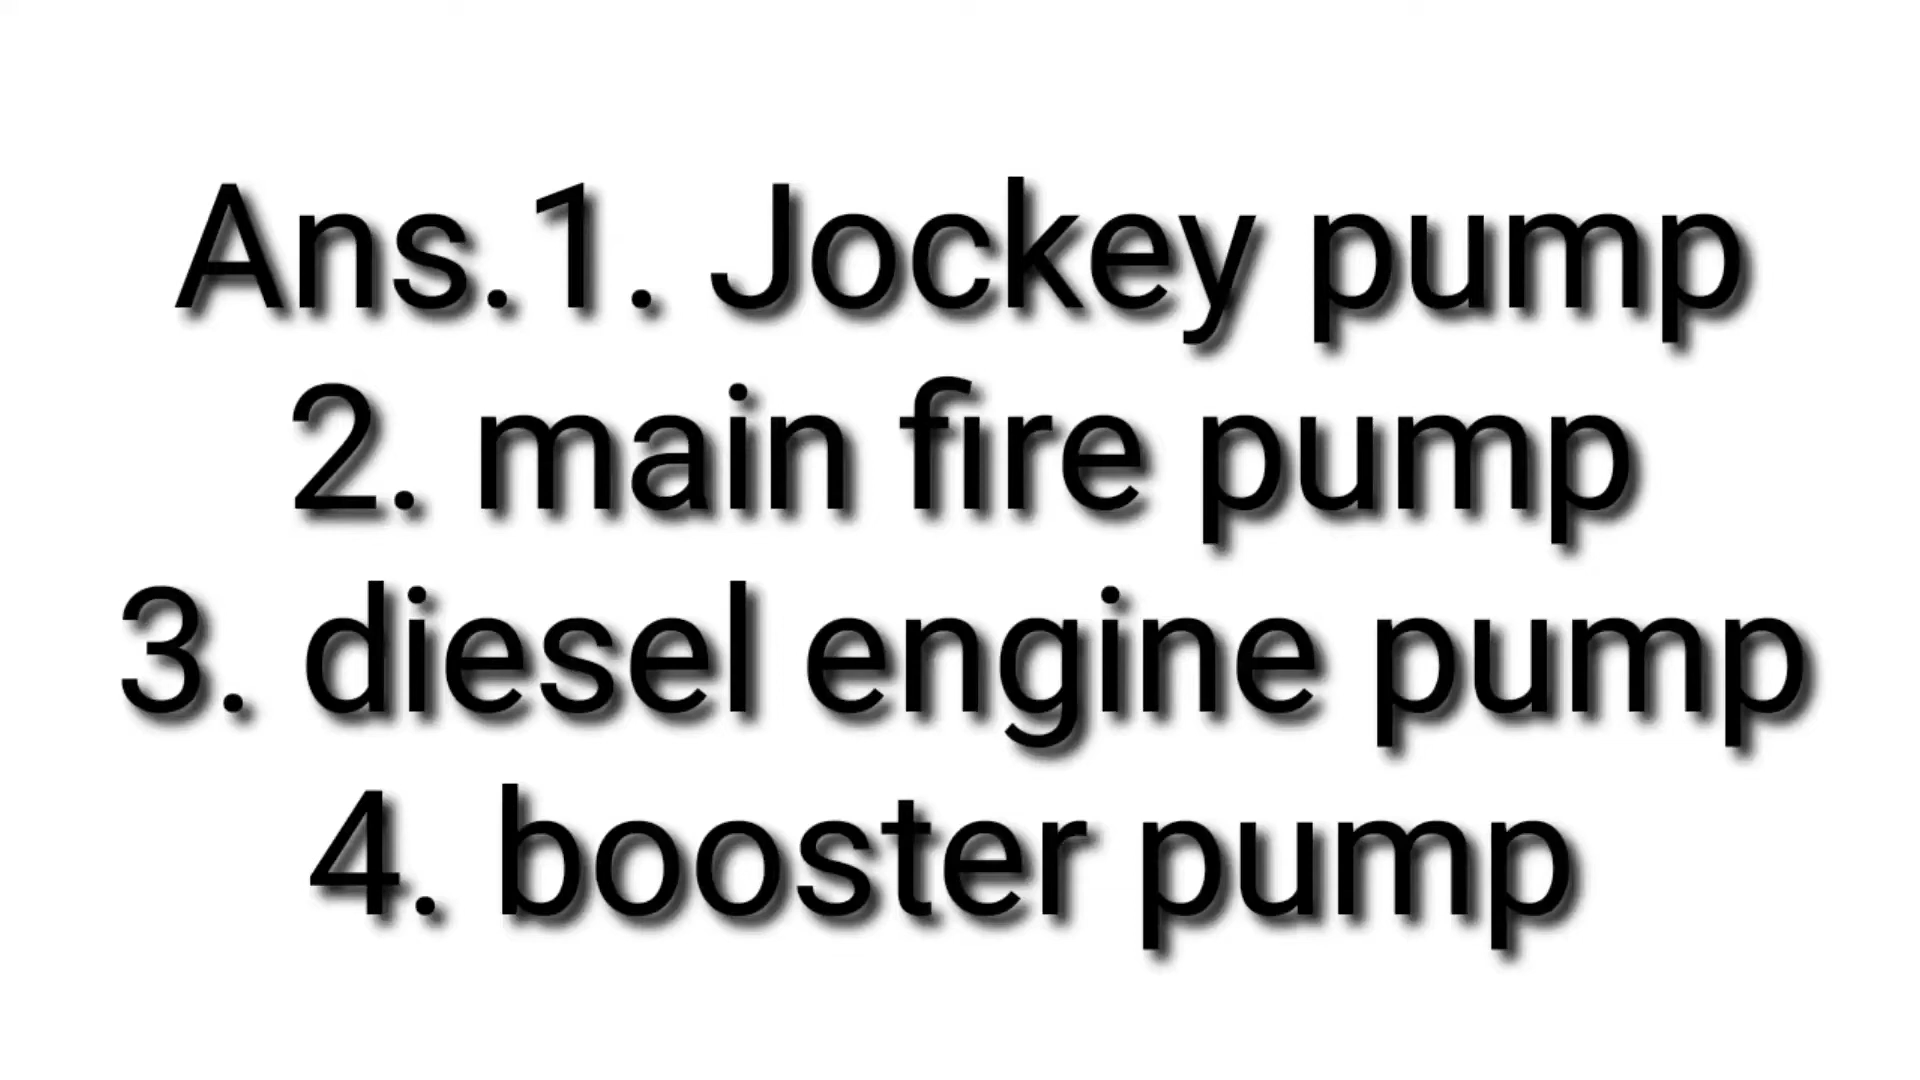 Ans.1. Jockey pump
2. main fire pump
3. diesel engine pump
4. booster pump